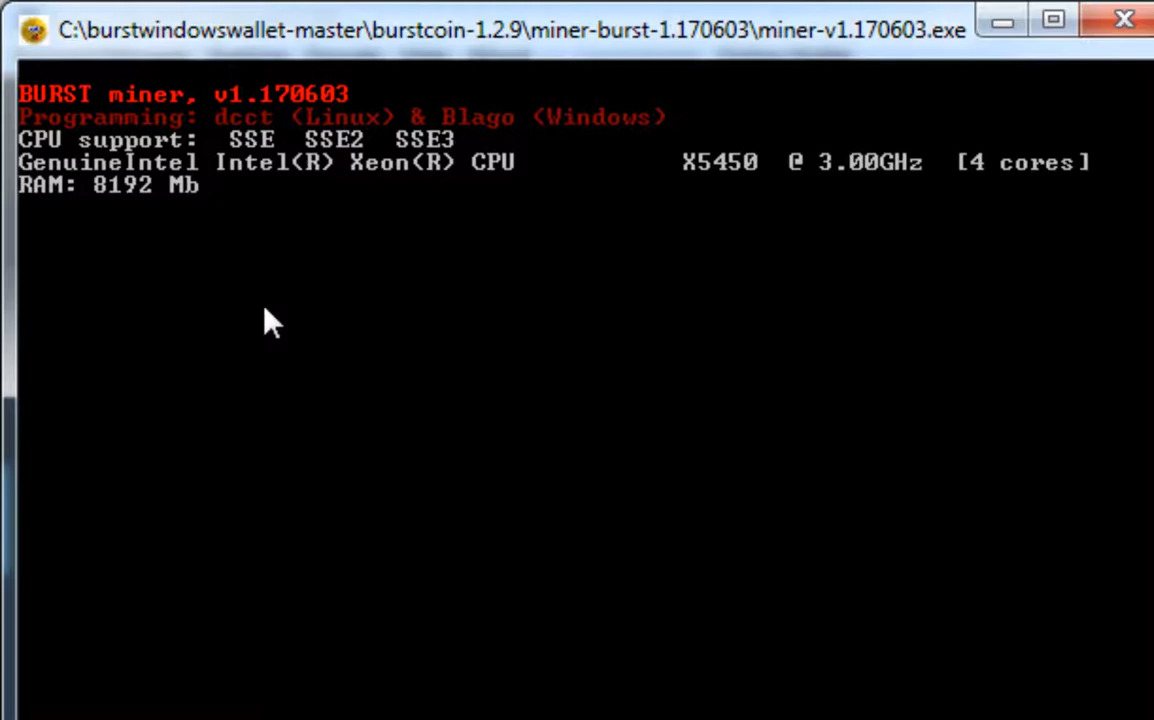 C:\burstwindowswallet-master\burstcoin-1.2.9\miner-burst-1.170603\miner-v1.170603.exe
BURST miner, v1.170603
Programming: dcct (Linux) & Blago (Windows)
CPU support: SSE SSE2 SSE3
GenuineIntel Intel(R) Xeon(R) CPU X5450 @ 3.00GHz [4 cores]
RAM: 8192 Mb